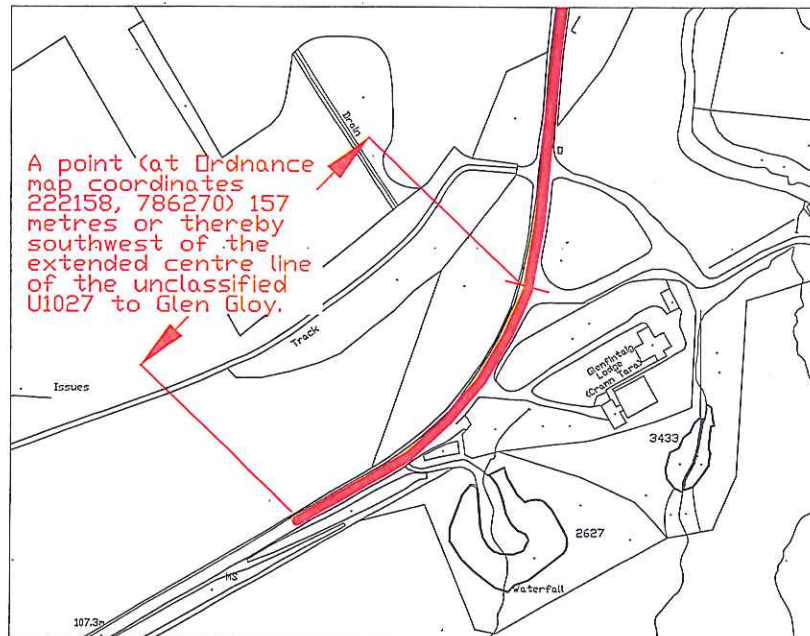 Drain
A point (at Ordnance
map coordinates
222158, 786270) 157
metres or thereby
southwest of the
extended centre line
of the unclassified
U1027 to Glen Gloy.
Track
Issues
Glenfintaig
Lodge
(Crann Tara)
3433
2627
MS
Waterfall
107.3m